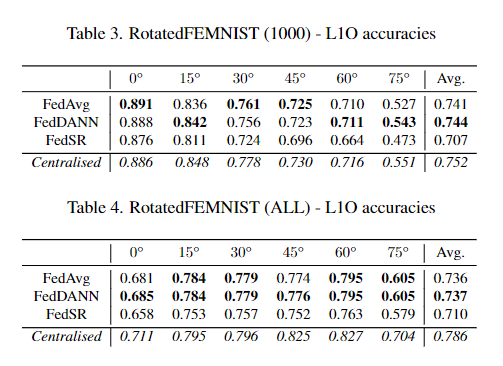 Table 3. RotatedFEMNIST (1000) - L1O accuracies
0° 15° 30° 45° 60° 75° Avg.
FedAvg 0.891 0.836 0.761 0.725 0.710 0.527 0.741
FedDANN 0.888 0.842 0.756 0.723 0.711 0.543 0.744
FedSR 0.876 0.811 0.724 0.696 0.664 0.473 0.707
Centralised 0.886 0.848 0.778 0.730 0.716 0.551 0.752
Table 4. RotatedFEMNIST (ALL) - L1O accuracies
0° 15° 30° 45° 60° 75° Avg.
FedAvg 0.681 0.784 0.779 0.774 0.795 0.605 0.736
FedDANN 0.685 0.784 0.779 0.776 0.795 0.605 0.737
FedSR 0.658 0.753 0.757 0.752 0.763 0.579 0.710
Centralised 0.711 0.795 0.796 0.825 0.827 0.704 0.786